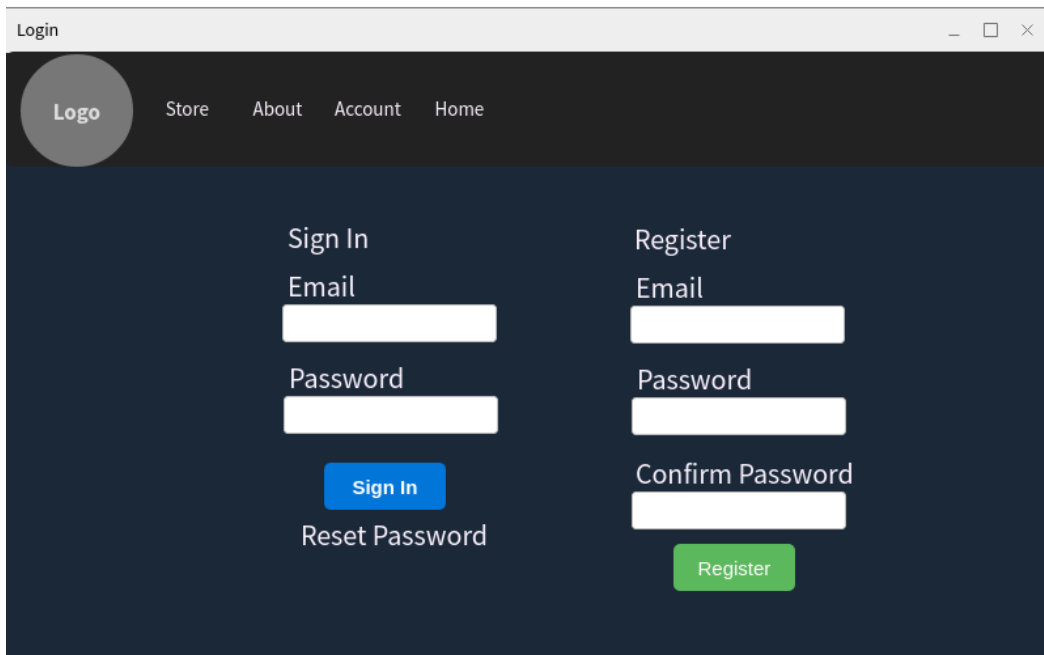 Login
Logo
Store About Account Home
Sign In
Email
Password
Sign In
Reset Password
Register
Email
Password
Confirm Password
Register